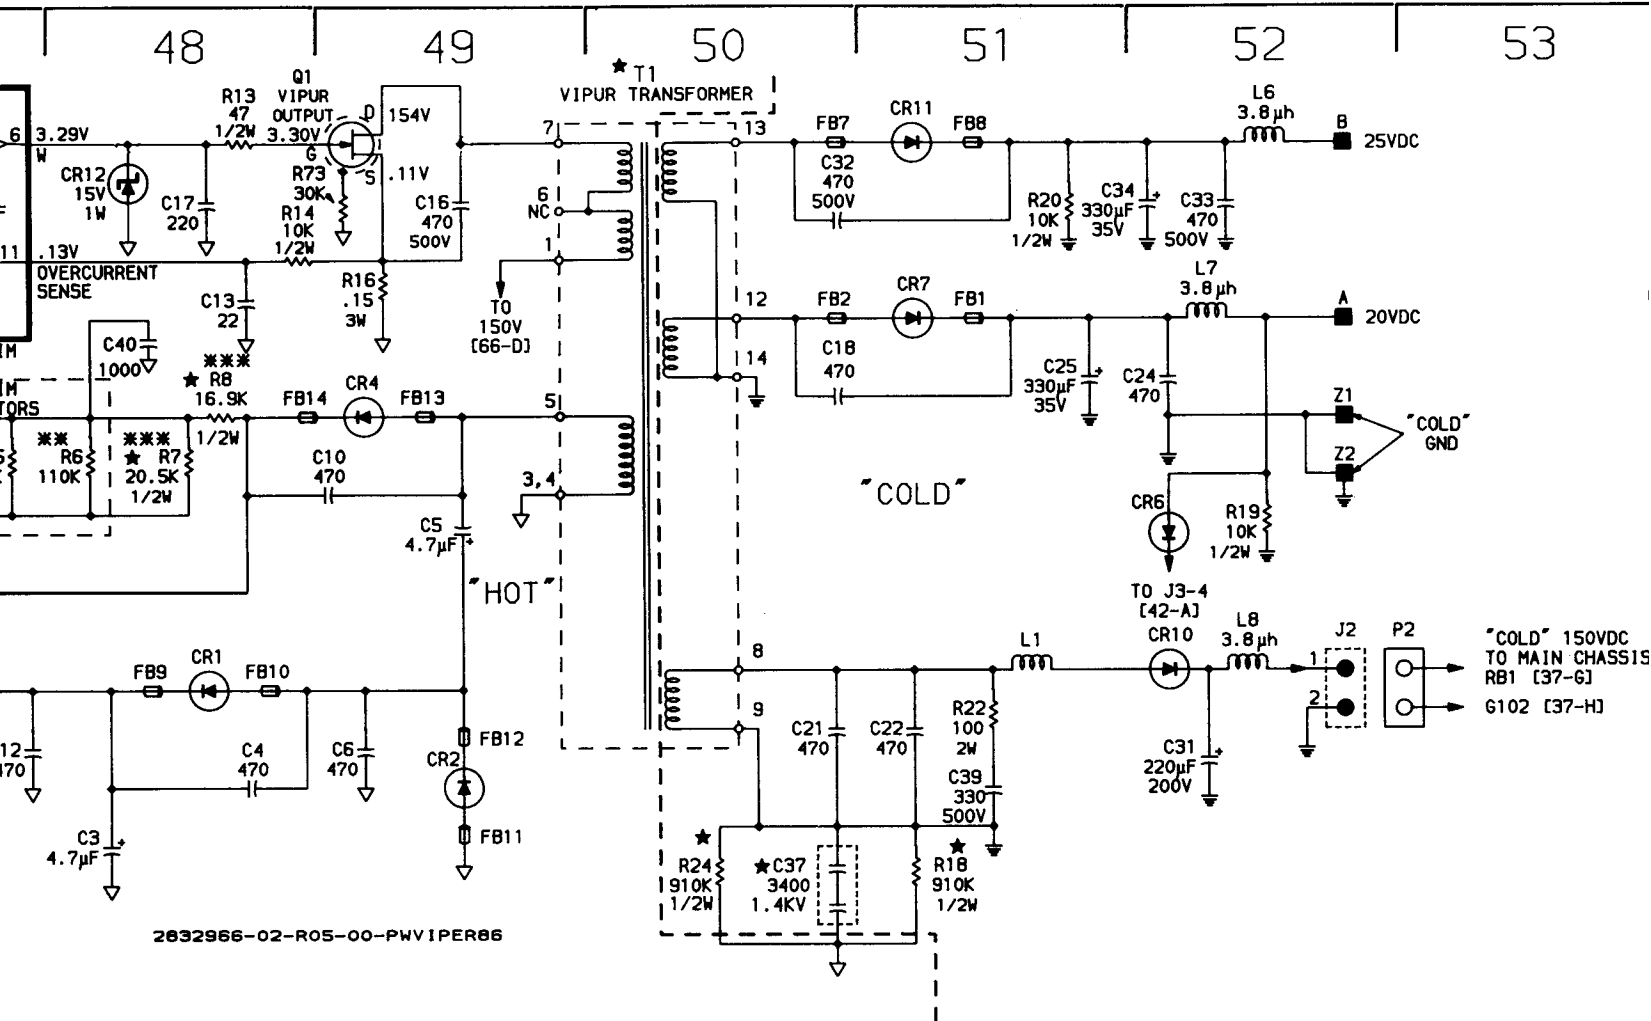 48
49
50
51
52
53
★ T1
VIPUR TRANSFORMER
Q1
VIPUR
OUTPUT
3.30V
D
154V
G
S
.11V
R13
47
1/2W
6
3.29V
W
CR12
15V
1W
C17
220
R73
30K
R14
10K
1/2W
C16
470
500V
11
.13V
OVERCURRENT
SENSE
C13
22
R16
.15
3W
7
6
NC
1
TO
150V
[66-D]
13
FB7
CR11
FB8
C32
470
500V
R20
10K
1/2W
C34
330µF
35V
+
C33
470
500V
L6
3.8µh
B
25VDC
12
FB2
CR7
FB1
C18
470
14
C25
330µF
35V
+
C24
470
L7
3.8µh
A
20VDC
Z1
Z2
"COLD"
GND
CR6
TO J3-4
[42-A]
R19
10K
1/2W
C40
1000
IM
IM
TORS
※※※
★ R8
16.9K
1/2W
FB14
CR4
FB13
5
※※
R6
110K
※※※
★ R7
20.5K
1/2W
C10
470
3,4
C5
4.7µF
+
"HOT"
"COLD"
8
9
L1
CR10
L8
3.8µh
J2
P2
1
2
"COLD" 150VDC
TO MAIN CHASSIS
RB1 [37-G]
G102 [37-H]
FB9
CR1
FB10
12
470
C4
470
C6
470
FB12
CR2
FB11
C3
4.7µF
+
C21
470
C22
470
R22
100
2W
C39
330
500V
C31
220µF
200V
+
★
R24
910K
1/2W
★ C37
3400
1.4KV
★
R18
910K
1/2W
2832966-02-R05-00-PWVIPER86